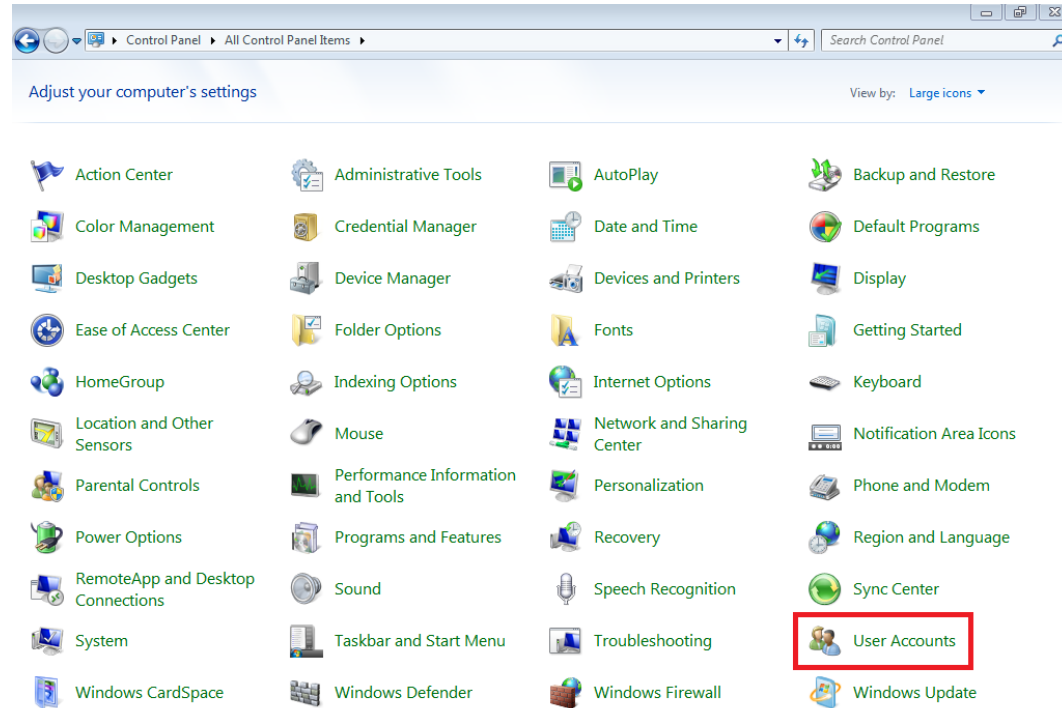 Control Panel All Control Panel Items Search Control Panel
Adjust your computer's settings View by: Large icons
Action Center Administrative Tools AutoPlay Backup and Restore
Color Management Credential Manager Date and Time Default Programs
Desktop Gadgets Device Manager Devices and Printers Display
Ease of Access Center Folder Options Fonts Getting Started
HomeGroup Indexing Options Internet Options Keyboard
Location and Other
Sensors
Mouse
Network and Sharing
Center
Notification Area Icons
Parental Controls
Performance Information
and Tools
Personalization Phone and Modem
Power Options Programs and Features Recovery Region and Language
RemoteApp and Desktop
Connections
Sound Speech Recognition Sync Center
System Taskbar and Start Menu Troubleshooting User Accounts
Windows CardSpace Windows Defender Windows Firewall Windows Update